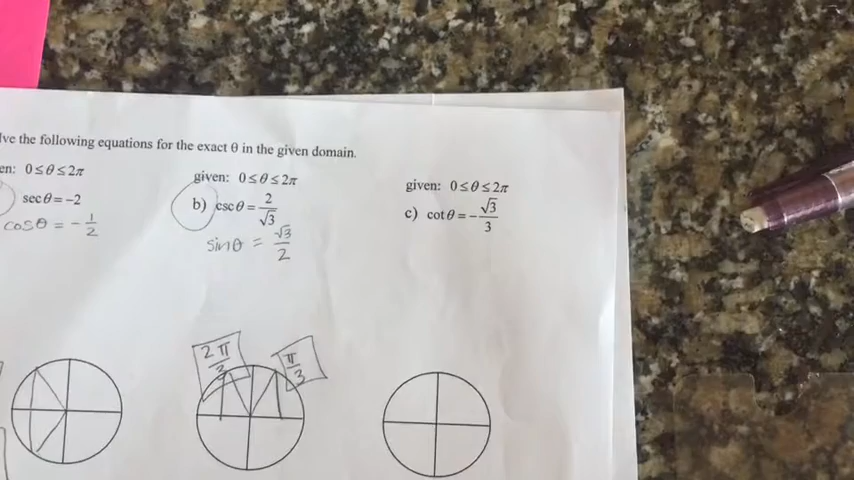 lve the following equations for the exact θ in the given domain.
en: 0≤θ≤2π
secθ = -2
cosθ = -1/2
given: 0≤θ≤2π
b) cscθ = 2/√3
sinθ = √3/2
given: 0≤θ≤2π
c) cotθ = -√3/3
2π/3
π/3